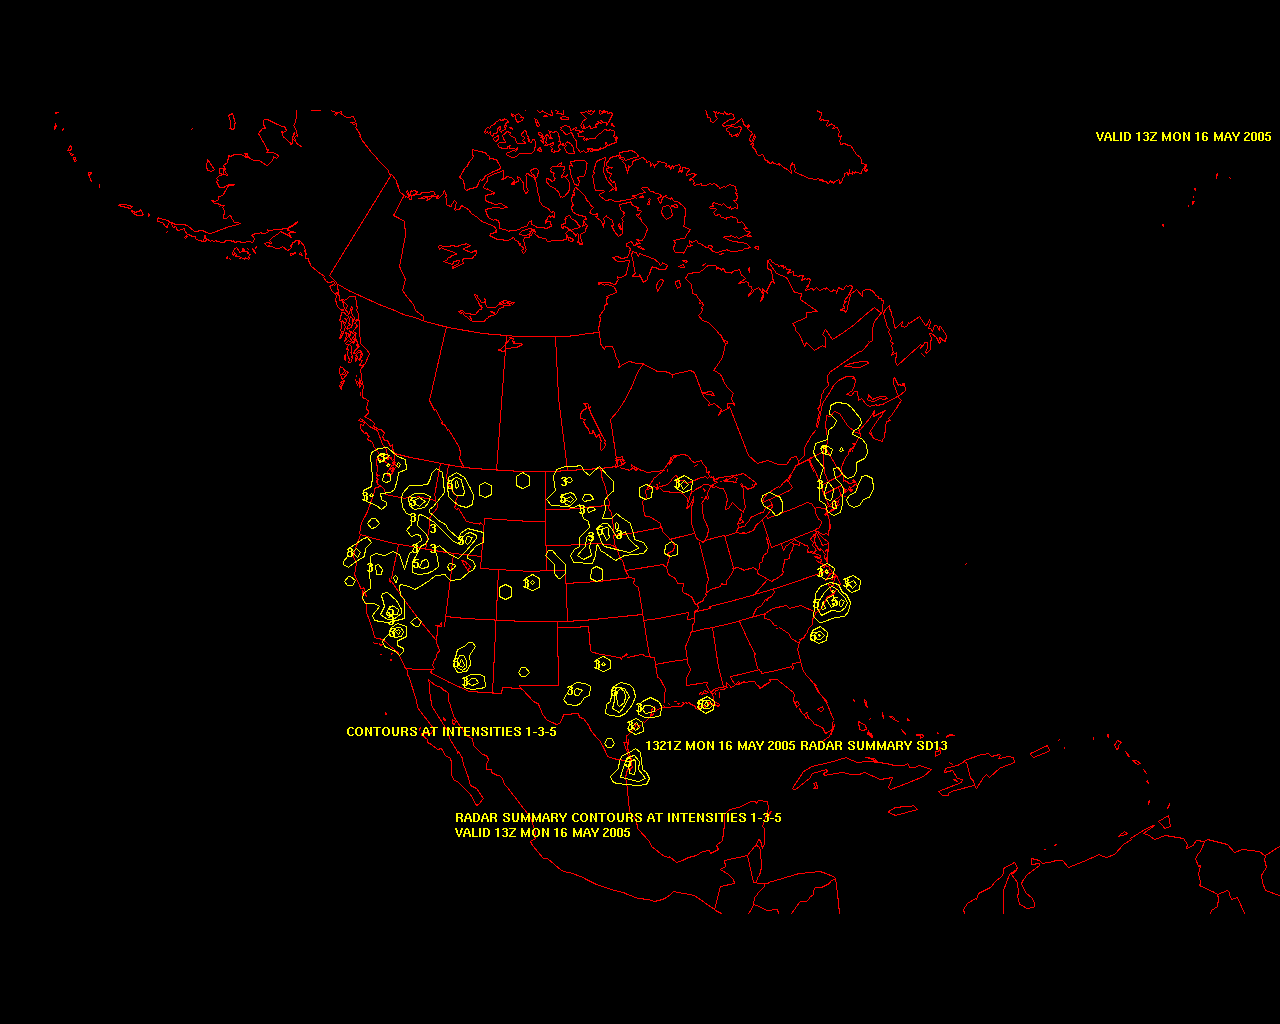 VALID 13Z MON 16 MAY 2005
CONTOURS AT INTENSITIES 1-3-5
1321Z MON 16 MAY 2005 RADAR SUMMARY SD13
RADAR SUMMARY CONTOURS AT INTENSITIES 1-3-5
VALID 13Z MON 16 MAY 2005